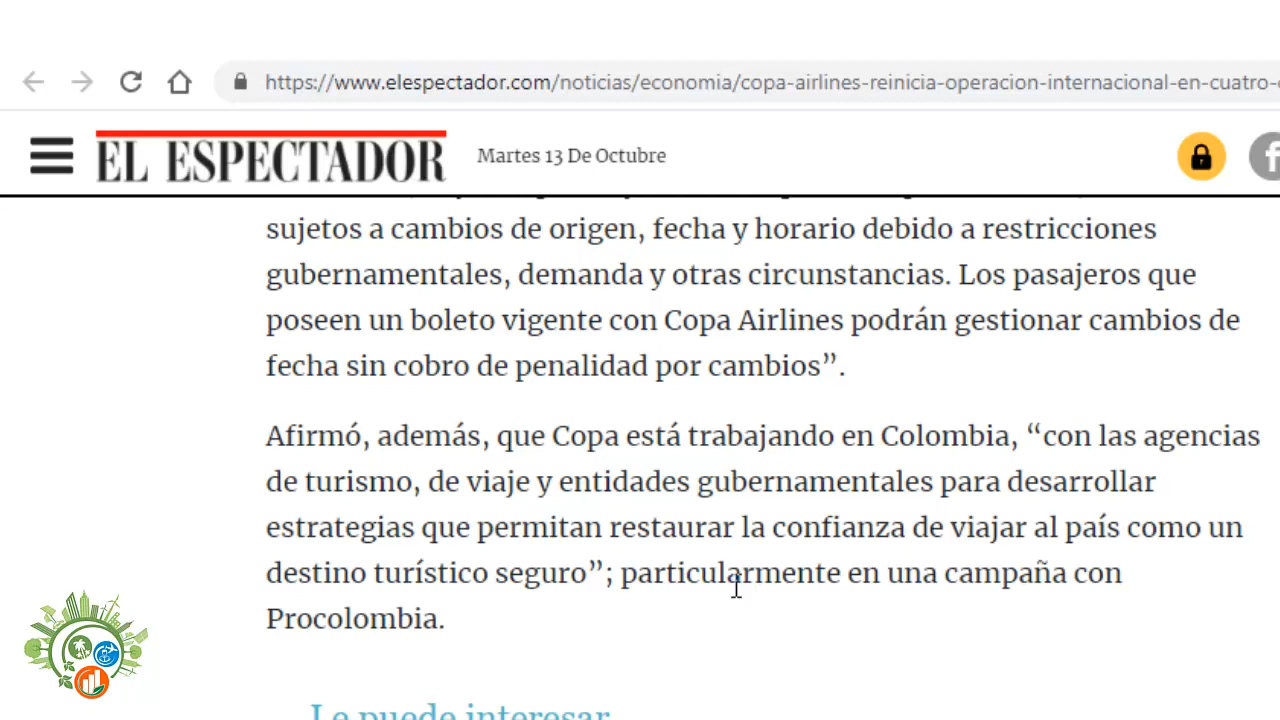 https://www.elespectador.com/noticias/economia/copa-airlines-reinicia-operacion-internacional-en-cuatro-
EL ESPECTADOR
Martes 13 De Octubre
sujetos a cambios de origen, fecha y horario debido a restricciones
gubernamentales, demanda y otras circunstancias. Los pasajeros que
poseen un boleto vigente con Copa Airlines podrán gestionar cambios de
fecha sin cobro de penalidad por cambios”.
Afirmó, además, que Copa está trabajando en Colombia, “con las agencias
de turismo, de viaje y entidades gubernamentales para desarrollar
estrategias que permitan restaurar la confianza de viajar al país como un
destino turístico seguro”; particularmente en una campaña con
Procolombia.
Le puede interesar